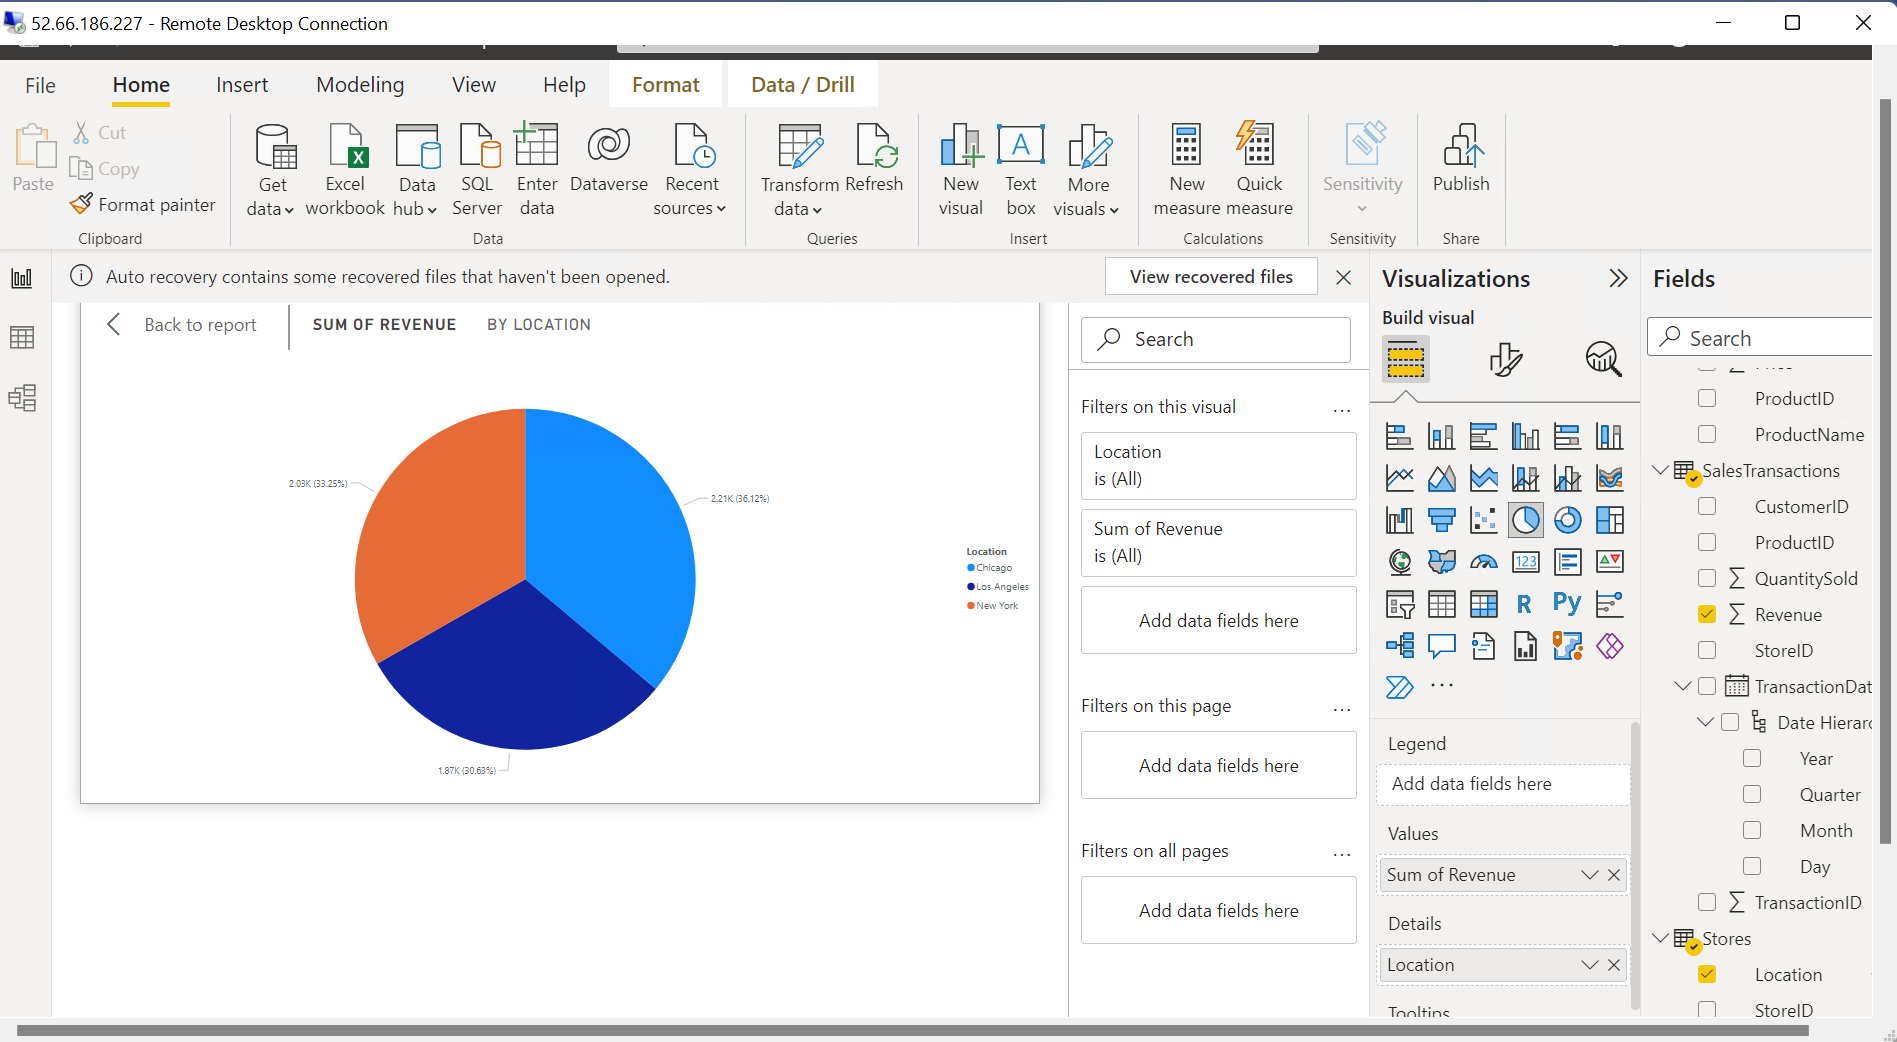 52.66.186.227 - Remote Desktop Connection
File Home Insert Modeling View Help Format Data / Drill
Paste
Cut
Copy
Format painter
Clipboard
Get data
Excel workbook
Data hub
SQL Server
Enter data
Dataverse
Recent sources
Data
Transform data
Refresh
Queries
New visual
Text box
More visuals
Insert
New measure
Quick measure
Calculations
Sensitivity
Sensitivity
Publish
Share
Auto recovery contains some recovered files that haven't been opened.
View recovered files
Back to report
SUM OF REVENUE
BY LOCATION
2.03K (33.25%)
2.21K (36.12%)
1.87K (30.63%)
Location
Chicago
Los Angeles
New York
Search
Filters on this visual
...
Location
is (All)
Sum of Revenue
is (All)
Add data fields here
Filters on this page
...
Add data fields here
Filters on all pages
...
Add data fields here
Visualizations
Build visual
123
R
Py
...
Legend
Add data fields here
Values
Sum of Revenue
Details
Location
Tooltips
Fields
Search
ProductID
ProductName
SalesTransactions
CustomerID
ProductID
QuantitySold
Revenue
StoreID
TransactionDat
Date Hierarc
Year
Quarter
Month
Day
TransactionID
Stores
Location
StoreID